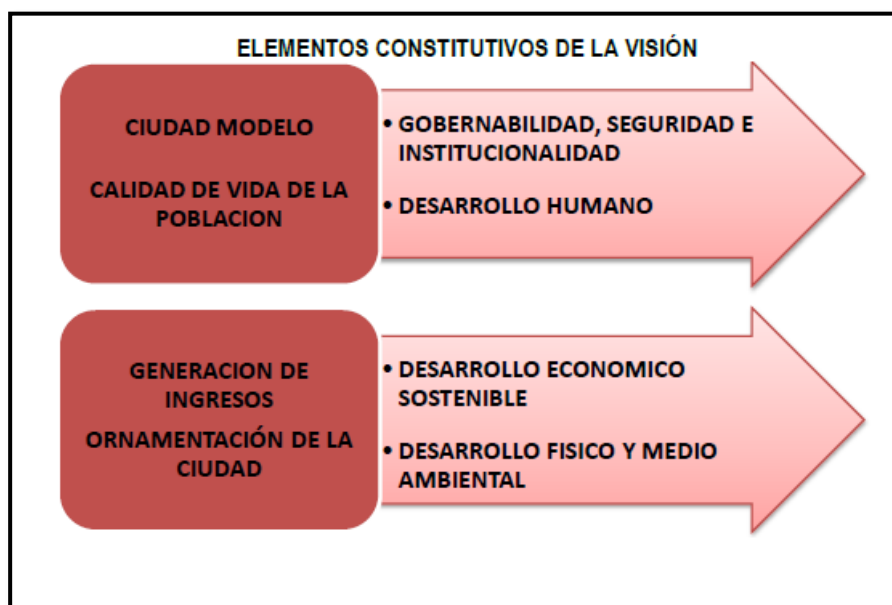 ELEMENTOS CONSTITUTIVOS DE LA VISIÓN
CIUDAD MODELO
CALIDAD DE VIDA DE LA
POBLACION
• GOBERNABILIDAD, SEGURIDAD E
INSTITUCIONALIDAD
• DESARROLLO HUMANO
GENERACION DE
INGRESOS
ORNAMENTACIÓN DE LA
CIUDAD
• DESARROLLO ECONOMICO
SOSTENIBLE
• DESARROLLO FISICO Y MEDIO
AMBIENTAL